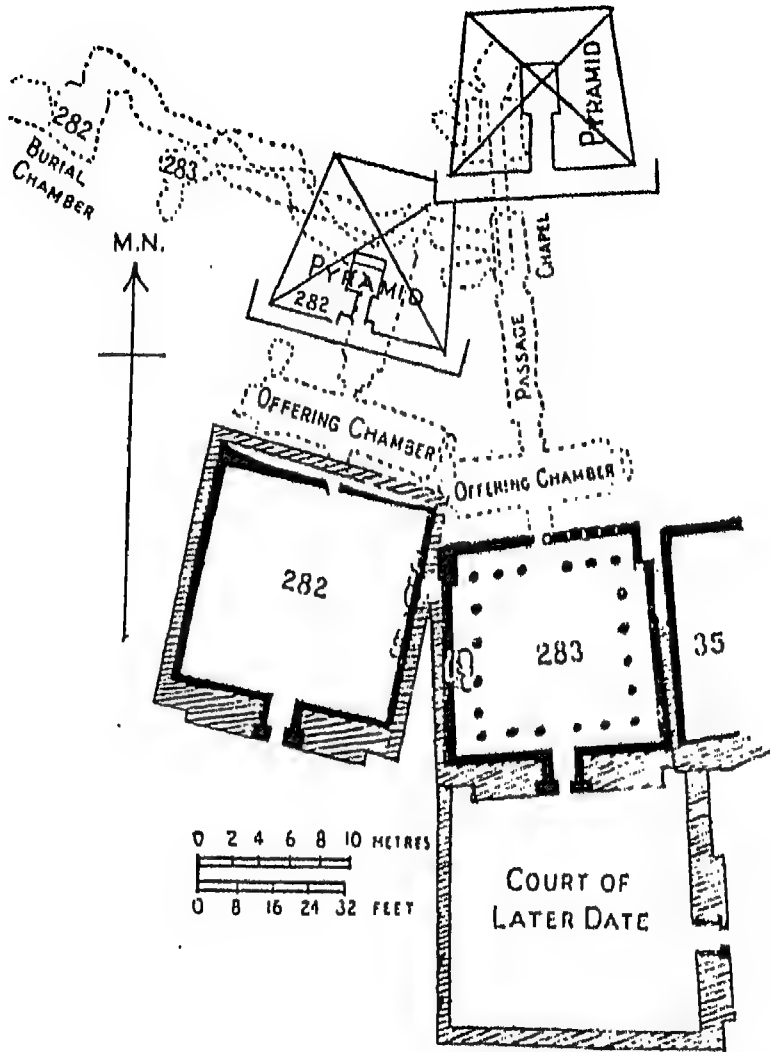 282
BURIAL
CHAMBER
283
M.N.
PYRAMID
PYRAMID
282
CHAPEL
PASSAGE
OFFERING CHAMBER
OFFERING CHAMBER
282
283
35
0 2 4 6 8 10 METRES
0 8 16 24 32 FEET
COURT OF
LATER DATE